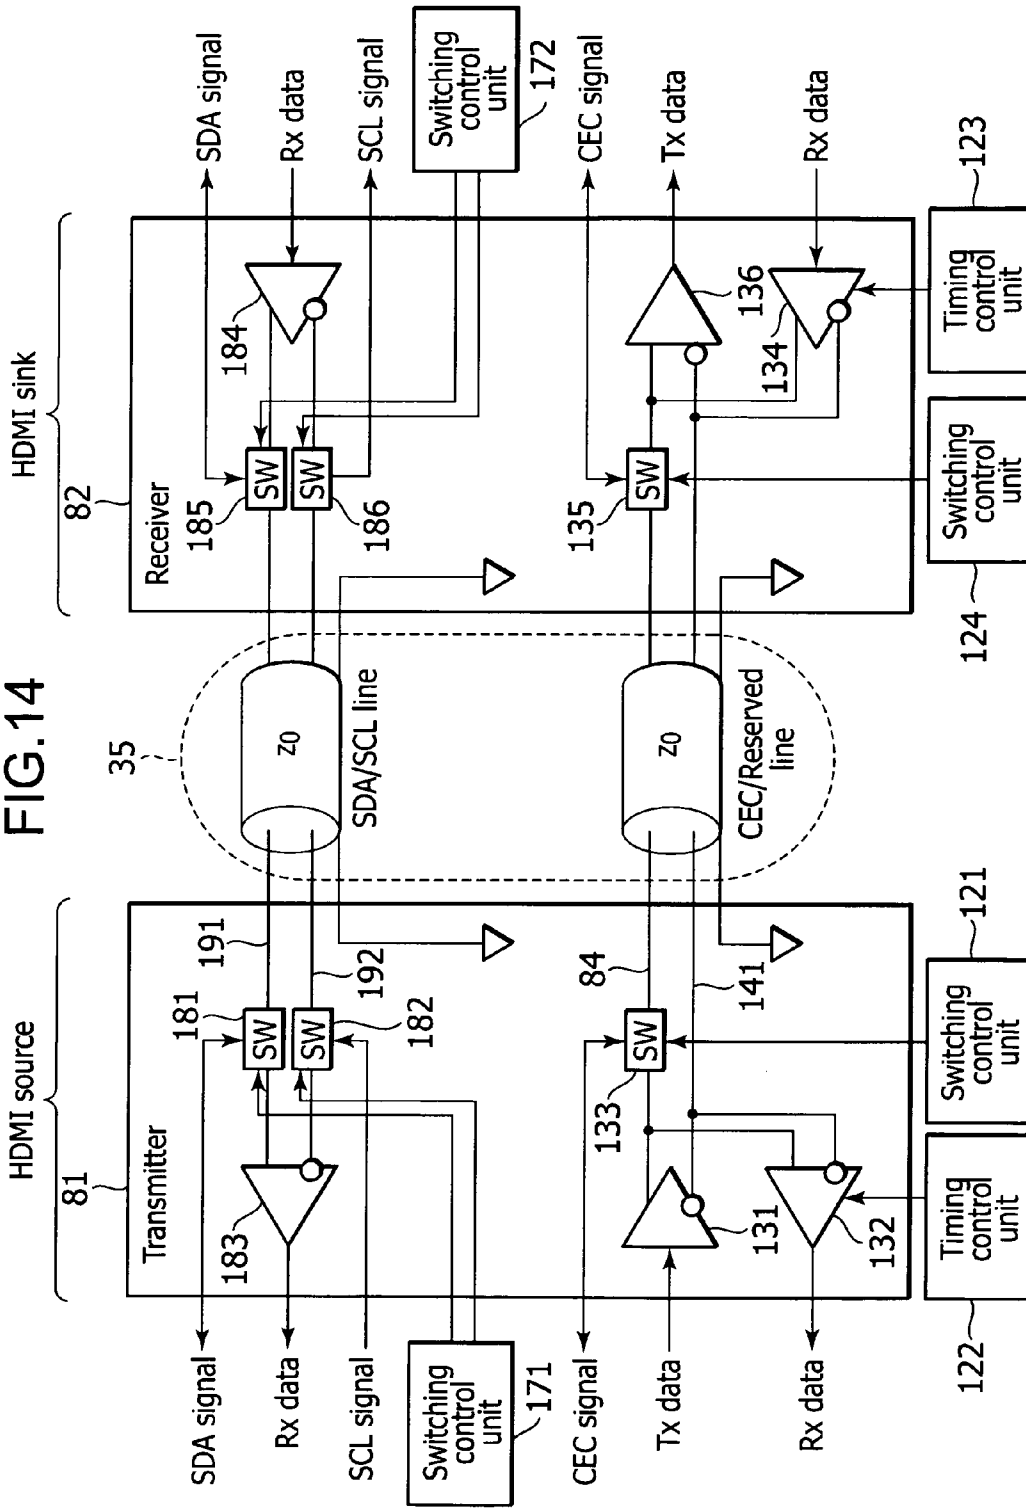 FIG.14
HDMI source
HDMI sink
81
82
35
Transmitter
Receiver
SDA signal
Rx data
SCL signal
Switching
control
unit
171
183
181
SW
SW
182
191
192
Z0
SDA/SCL line
185
SW
SW
186
184
SDA signal
Rx data
SCL signal
Switching
control
unit
172
CEC signal
Tx data
Rx data
131
132
133
SW
84
141
Z0
CEC/Reserved
line
135
SW
136
134
CEC signal
Tx data
Rx data
Timing
control
unit
122
Switching
control
unit
121
Switching
control
unit
124
Timing
control
unit
123